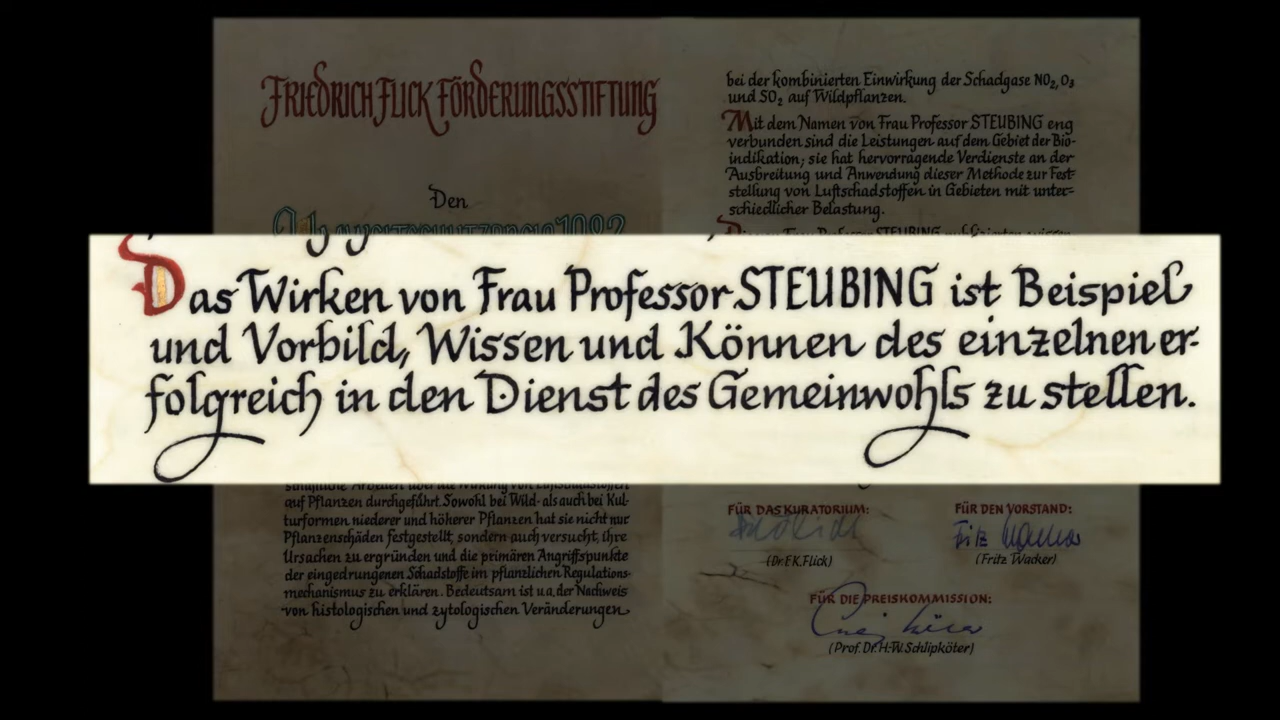 FRIEDRICH FLICK FÖRDERUNGSSTIFTUNG
Den
bei der kombinierten Einwirkung der Schadgase NO2, O3
und SO2 auf Wildpflanzen.
Mit dem Namen von Frau Professor STEUBING eng
verbunden sind die Leistungen auf dem Gebiet der Bio-
indikation; sie hat hervorragende Verdienste an der
Ausbreitung und Anwendung dieser Methode zur Fest-
stellung von Luftschadstoffen in Gebieten mit unter-
schiedlicher Belastung.
Das Wirken von Frau Professor STEUBING ist Beispiel
und Vorbild, Wissen und Können des einzelnen er-
folgreich in den Dienst des Gemeinwohls zu stellen.
auf Pflanzen durchgeführt. Sowohl bei Wild- als auch bei Kul-
turformen niederer und höherer Pflanzen hat sie nicht nur
Pflanzenschäden festgestellt, sondern auch versucht, ihre
Ursachen zu ergründen und die primären Angriffspunkte
der eingedrungenen Schadstoffe im pflanzlichen Regulations-
mechanismus zu erklären. Bedeutsam ist u.a. der Nachweis
von histologischen und zytologischen Veränderungen
FÜR DAS KURATORIUM:
(Dr. F.K. Flick)
FÜR DEN VORSTAND:
(Fritz Wacker)
FÜR DIE PREISKOMMISSION:
(Prof. Dr. H.-W. Schlipköter)